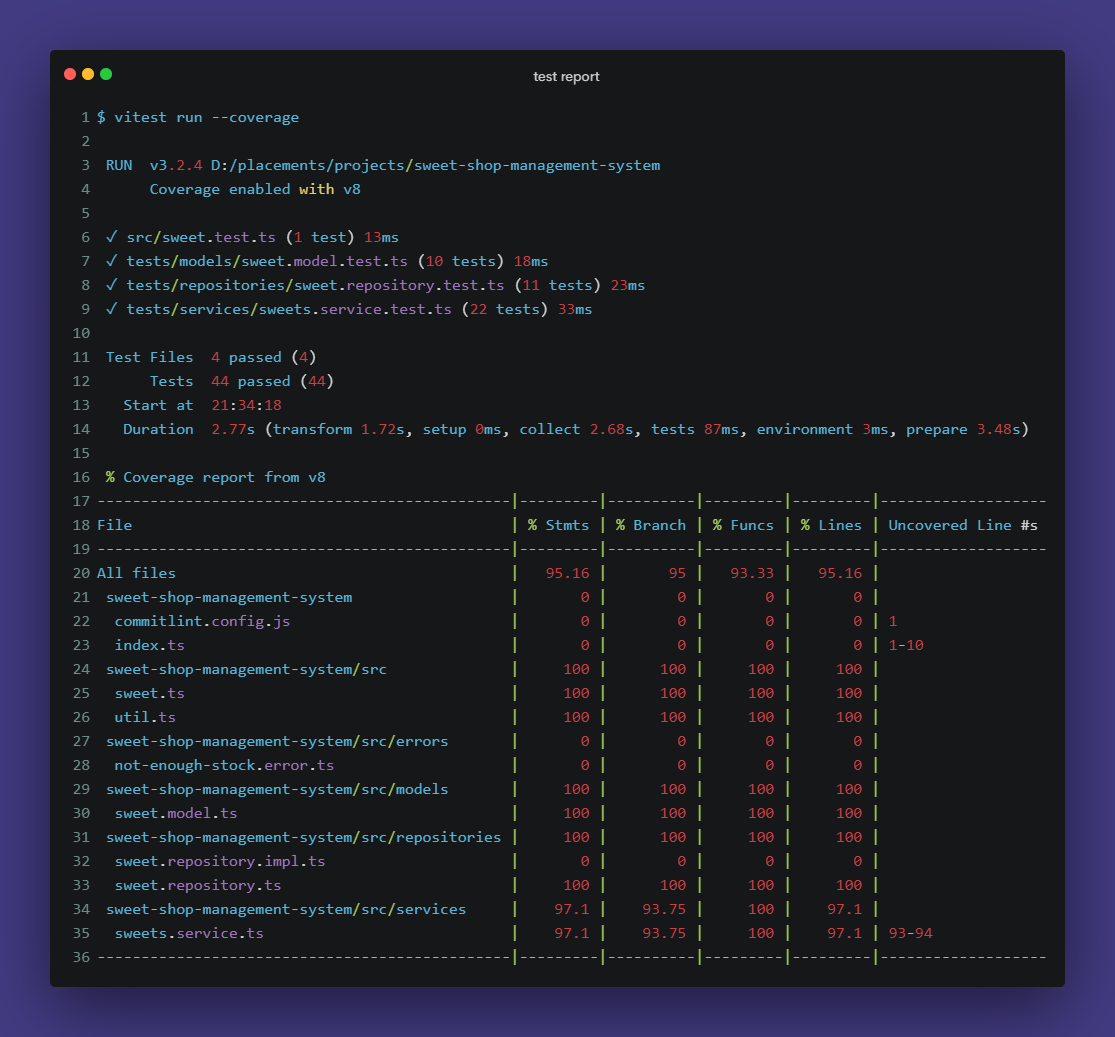 test report
1 $ vitest run --coverage
2
3  RUN  v3.2.4 D:/placements/projects/sweet-shop-management-system
4       Coverage enabled with v8
5
6  ✓ src/sweet.test.ts (1 test) 13ms
7  ✓ tests/models/sweet.model.test.ts (10 tests) 18ms
8  ✓ tests/repositories/sweet.repository.test.ts (11 tests) 23ms
9  ✓ tests/services/sweets.service.test.ts (22 tests) 33ms
10
11  Test Files  4 passed (4)
12       Tests  44 passed (44)
13    Start at  21:34:18
14    Duration  2.77s (transform 1.72s, setup 0ms, collect 2.68s, tests 87ms, environment 3ms, prepare 3.48s)
15
16  % Coverage report from v8
17 -----------------------------------------------|---------|----------|---------|---------|-------------------
18 File                                           | % Stmts | % Branch | % Funcs | % Lines | Uncovered Line #s
19 -----------------------------------------------|---------|----------|---------|---------|-------------------
20 All files                                      |   95.16 |       95 |   93.33 |   95.16 |
21  sweet-shop-management-system                  |       0 |        0 |       0 |       0 |
22   commitlint.config.js                         |       0 |        0 |       0 |       0 | 1
23   index.ts                                     |       0 |        0 |       0 |       0 | 1-10
24  sweet-shop-management-system/src              |     100 |      100 |     100 |     100 |
25   sweet.ts                                     |     100 |      100 |     100 |     100 |
26   util.ts                                      |     100 |      100 |     100 |     100 |
27  sweet-shop-management-system/src/errors       |       0 |        0 |       0 |       0 |
28   not-enough-stock.error.ts                    |       0 |        0 |       0 |       0 |
29  sweet-shop-management-system/src/models       |     100 |      100 |     100 |     100 |
30   sweet.model.ts                               |     100 |      100 |     100 |     100 |
31  sweet-shop-management-system/src/repositories |     100 |      100 |     100 |     100 |
32   sweet.repository.impl.ts                     |       0 |        0 |       0 |       0 |
33   sweet.repository.ts                          |     100 |      100 |     100 |     100 |
34  sweet-shop-management-system/src/services     |    97.1 |    93.75 |     100 |    97.1 |
35   sweets.service.ts                            |    97.1 |    93.75 |     100 |    97.1 | 93-94
36 -----------------------------------------------|---------|----------|---------|---------|-------------------